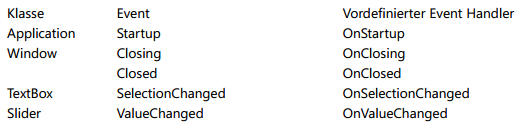 Klasse Event Vordefinierter Event Handler
Application Startup OnStartup
Window Closing OnClosing
Closed OnClosed
TextBox SelectionChanged OnSelectionChanged
Slider ValueChanged OnValueChanged